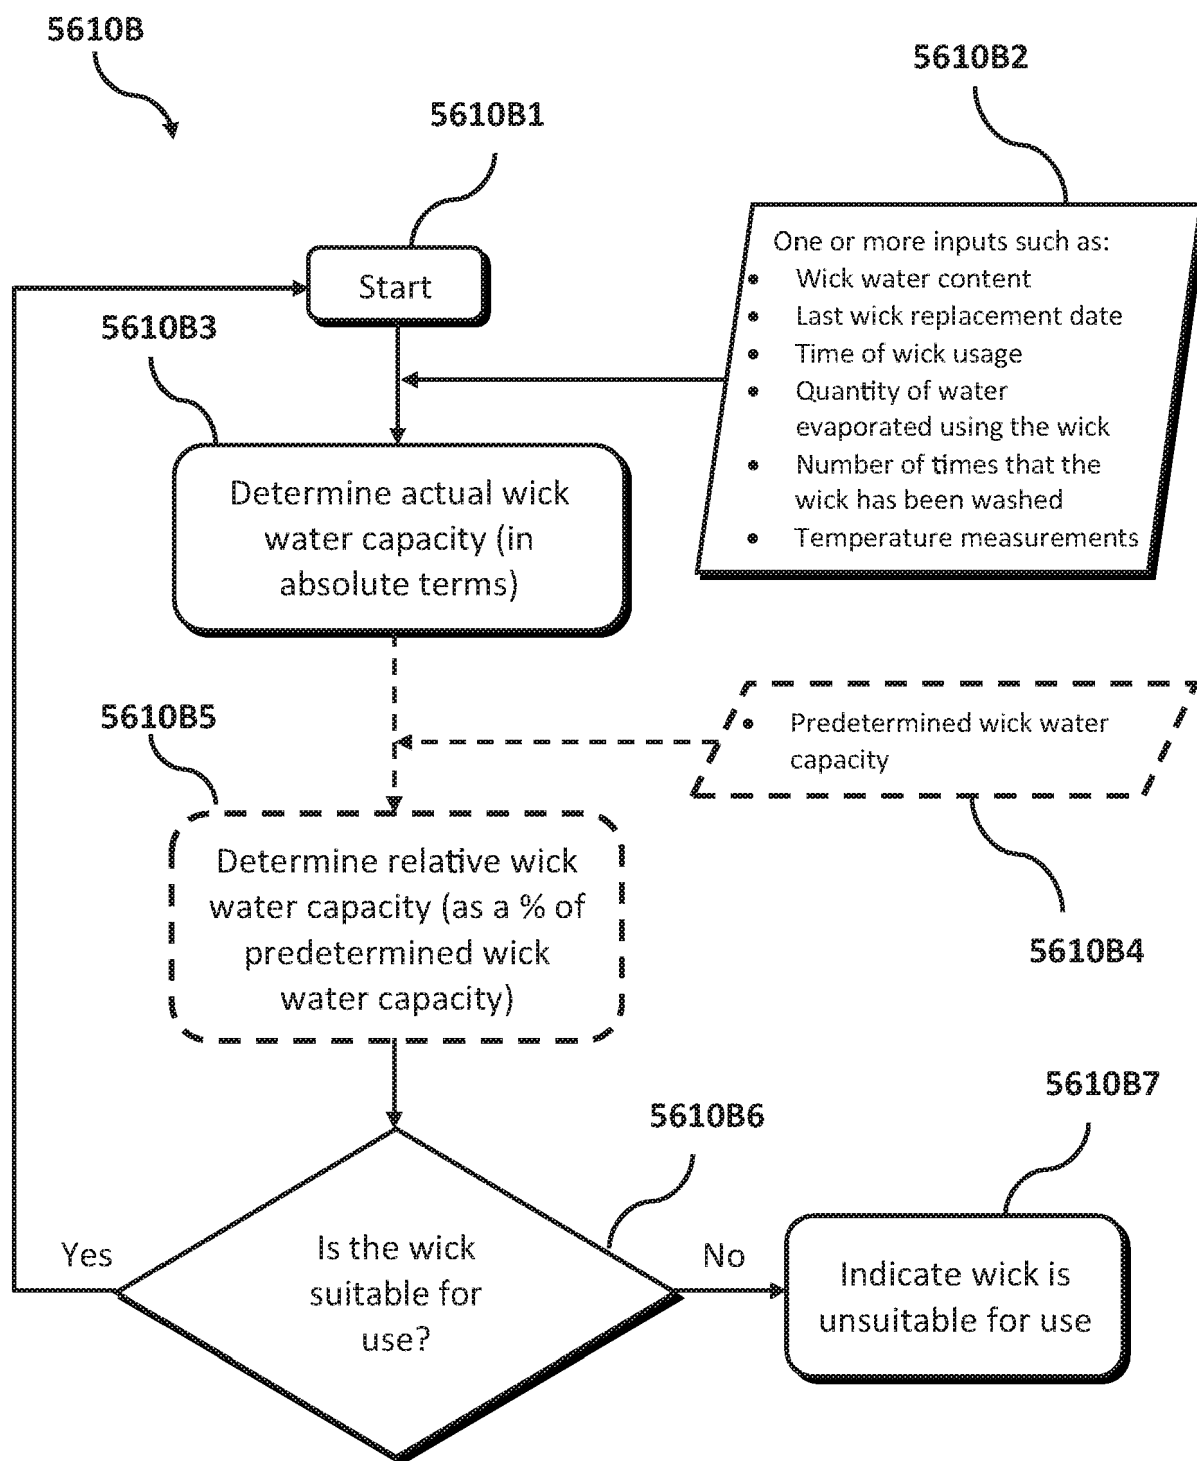 5610B
5610B2
5610B1
One or more inputs such as:
• Wick water content
• Last wick replacement date
• Time of wick usage
• Quantity of water
evaporated using the wick
• Number of times that the
wick has been washed
• Temperature measurements
Start
5610B3
Determine actual wick
water capacity (in
absolute terms)
• Predetermined wick water
capacity
5610B5
Determine relative wick
water capacity (as a % of
predetermined wick
water capacity)
5610B4
5610B7
5610B6
Yes
Is the wick
suitable for
use?
No
Indicate wick is
unsuitable for use